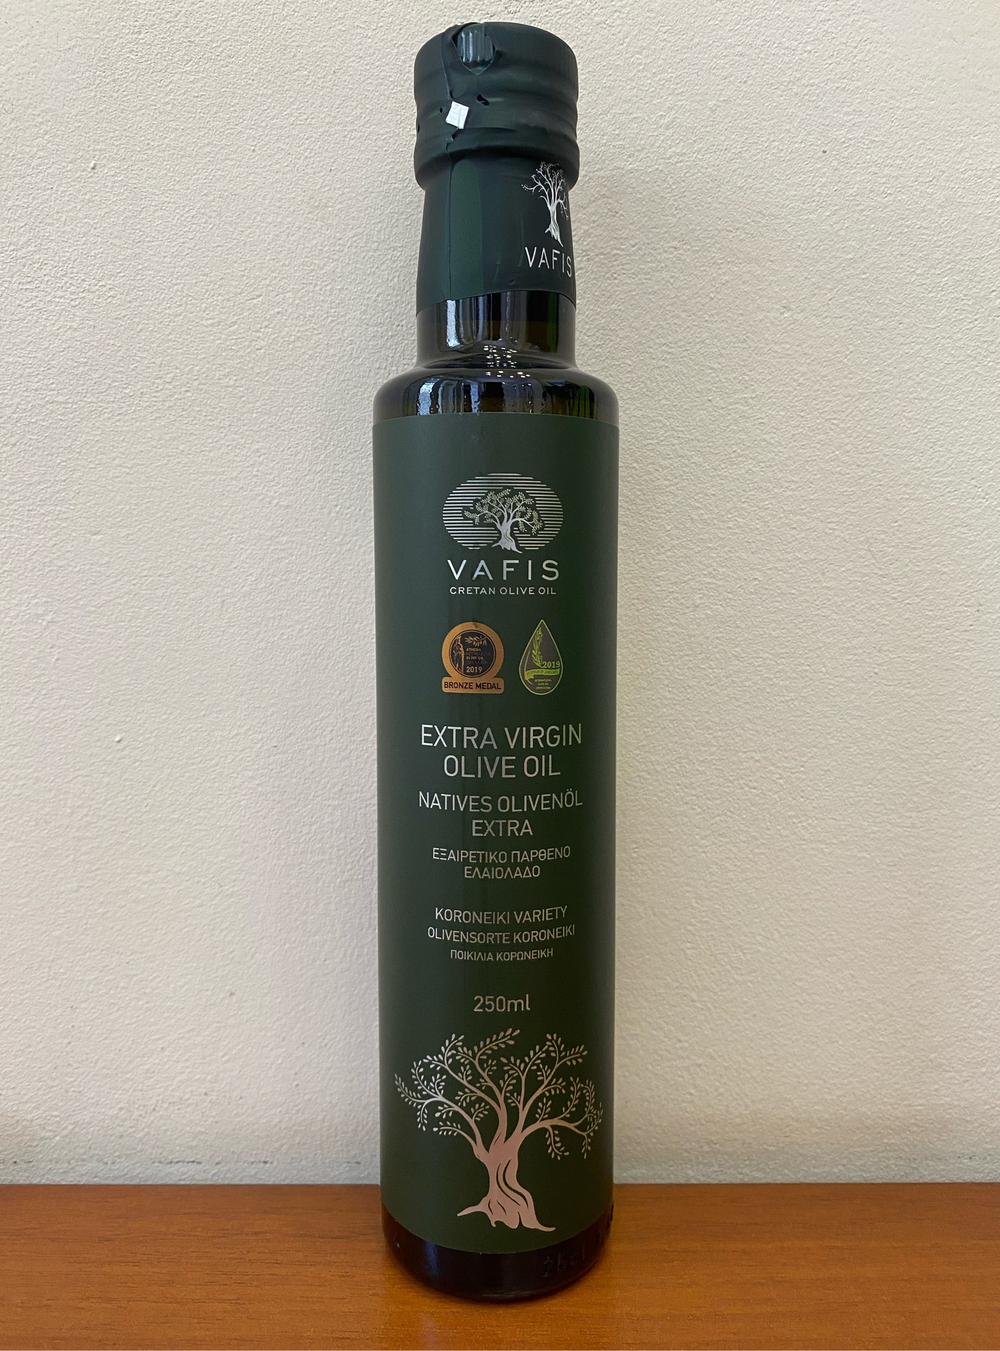 VAFIS
VAFIS
CRETAN OLIVE OIL
ATHENA
2019
BRONZE MEDAL
2019
EXTRA VIRGIN
OLIVE OIL
NATIVES OLIVENÖL
EXTRA
ΕΞΑΙΡΕΤΙΚΟ ΠΑΡΘΕΝΟ
ΕΛΑΙΟΛΑΔΟ
KORONEIKI VARIETY
OLIVENSORTE KORONEIKI
ΠΟΙΚΙΛΙΑ ΚΟΡΩΝΕΙΚΗ
250ml